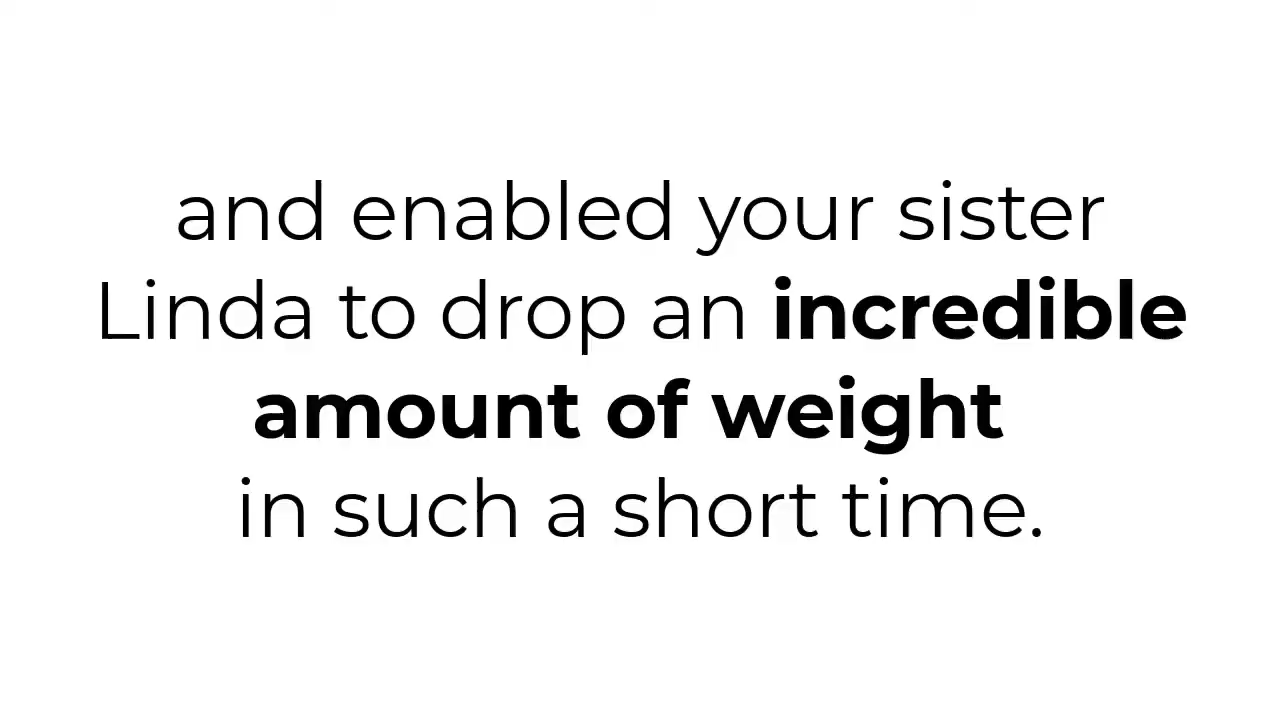 and enabled your sister
Linda to drop an incredible
amount of weight
in such a short time.